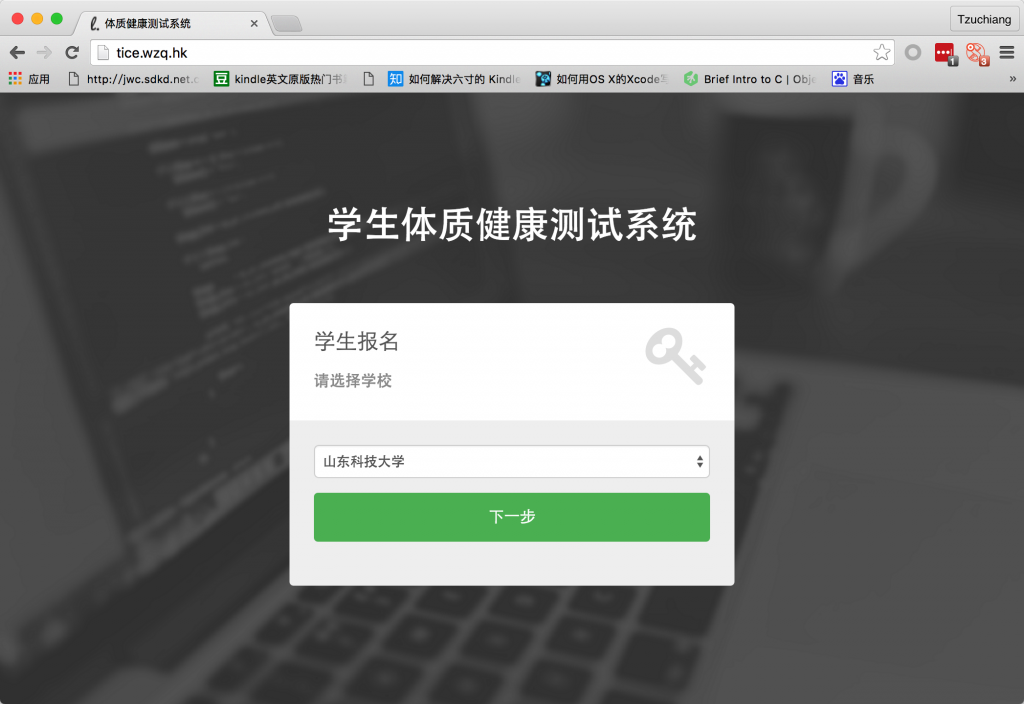 体质健康测试系统
Tzuchiang
tice.wzq.hk
1
3
应用
http://jwc.sdkd.net.c
kindle英文原版热门书
知
如何解决六寸的 Kindle
如何用OS X的Xcode写
Brief Intro to C | Obje
音乐
»
学生体质健康测试系统
学生报名
请选择学校
山东科技大学
下一步